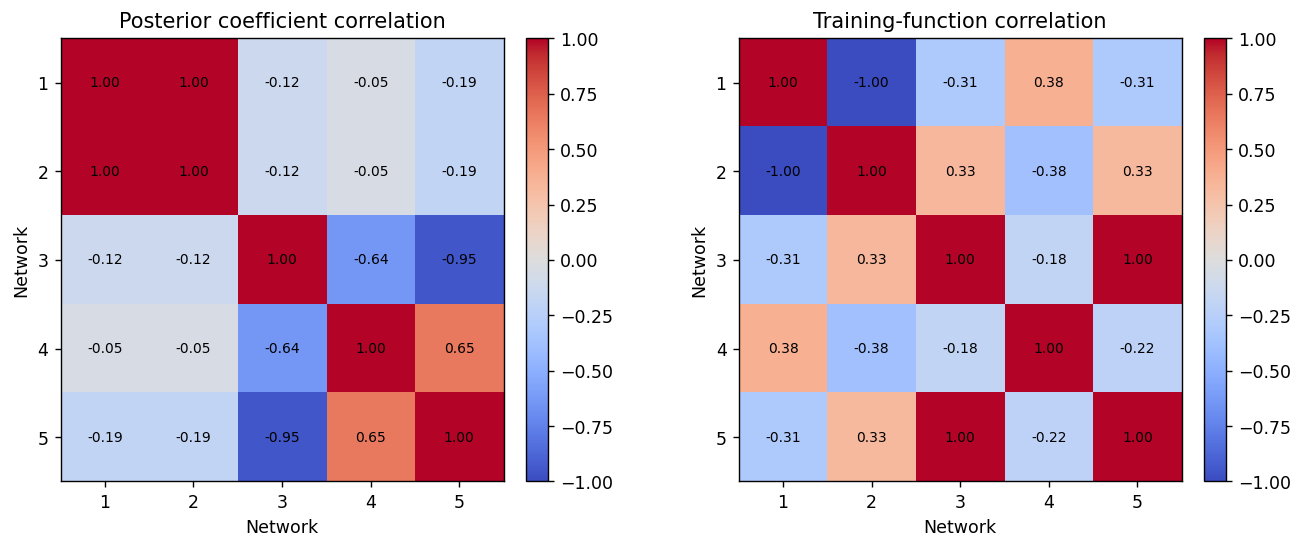 Posterior coefficient correlation
1 1.00 1.00 -0.12 -0.05 -0.19
2 1.00 1.00 -0.12 -0.05 -0.19
3 -0.12 -0.12 1.00 -0.64 -0.95
4 -0.05 -0.05 -0.64 1.00 0.65
5 -0.19 -0.19 -0.95 0.65 1.00
Network
1 2 3 4 5
Network
1.00
0.75
0.50
0.25
0.00
−0.25
−0.50
−0.75
−1.00
Training-function correlation
1 1.00 -1.00 -0.31 0.38 -0.31
2 -1.00 1.00 0.33 -0.38 0.33
3 -0.31 0.33 1.00 -0.18 1.00
4 0.38 -0.38 -0.18 1.00 -0.22
5 -0.31 0.33 1.00 -0.22 1.00
Network
1 2 3 4 5
Network
1.00
0.75
0.50
0.25
0.00
−0.25
−0.50
−0.75
−1.00